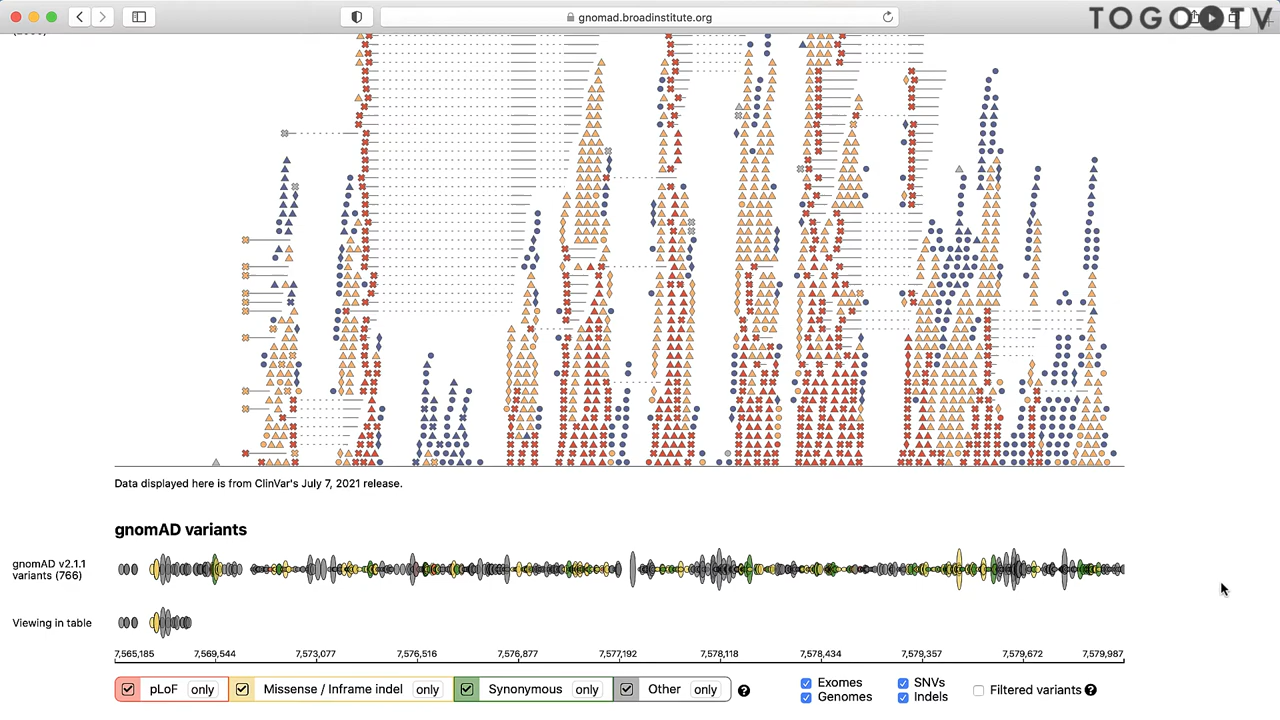 gnomad.broadinstitute.org
TOGO TV
Data displayed here is from ClinVar's July 7, 2021 release.
gnomAD variants
gnomAD v2.1.1
variants (766)
Viewing in table
7,565,185 7,569,544 7,573,077 7,576,516 7,576,877 7,577,192 7,578,118 7,578,434 7,579,357 7,579,672 7,579,987
pLoF only Missense / Inframe indel only Synonymous only Other only ?
Exomes SNVs
Genomes Indels
Filtered variants ?